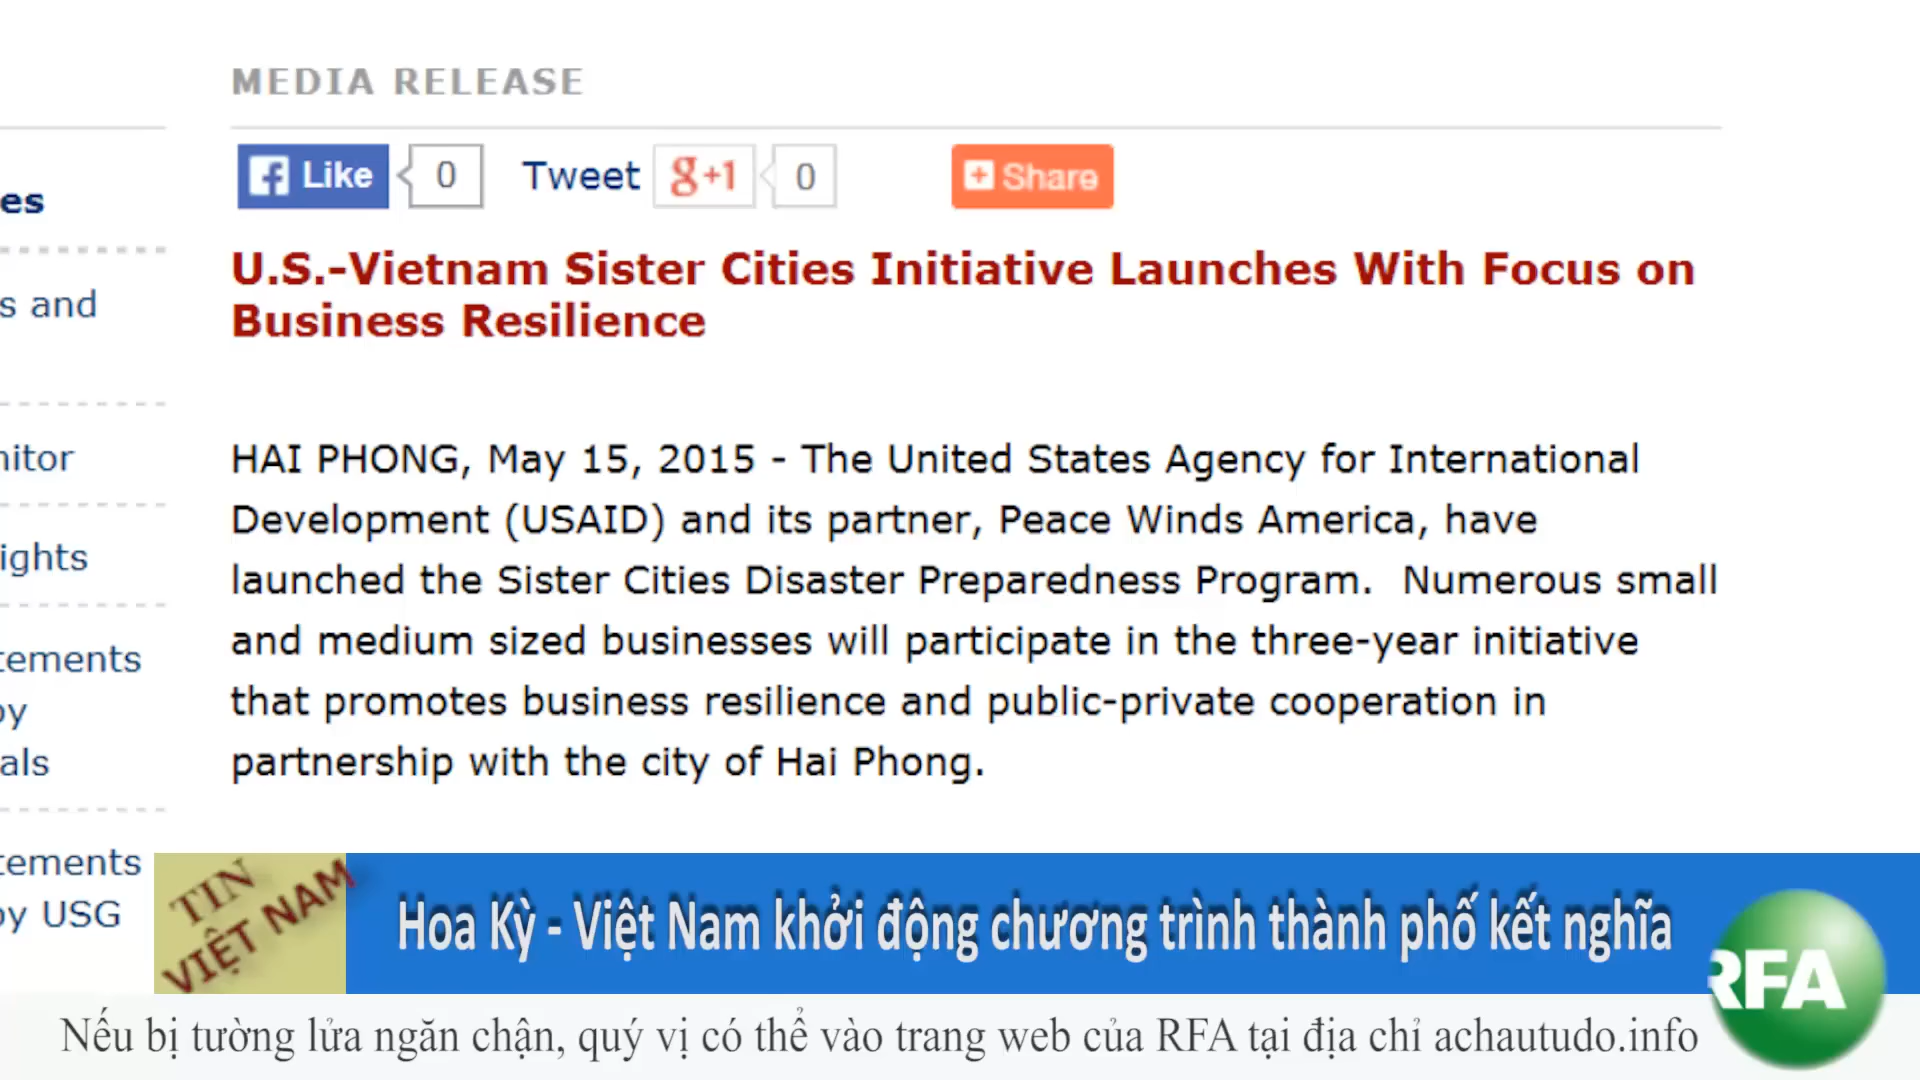 MEDIA RELEASE
Like 0 Tweet g+1 0 Share
U.S.-Vietnam Sister Cities Initiative Launches With Focus on
Business Resilience
HAI PHONG, May 15, 2015 - The United States Agency for International
Development (USAID) and its partner, Peace Winds America, have
launched the Sister Cities Disaster Preparedness Program. Numerous small
and medium sized businesses will participate in the three-year initiative
that promotes business resilience and public-private cooperation in
partnership with the city of Hai Phong.
es
s and
nitor
ights
tements
by
als
tements
by USG
TIN
VIỆT NAM
Hoa Kỳ - Việt Nam khởi động chương trình thành phố kết nghĩa
RFA
Nếu bị tường lửa ngăn chận, quý vị có thể vào trang web của RFA tại địa chỉ achautudo.info